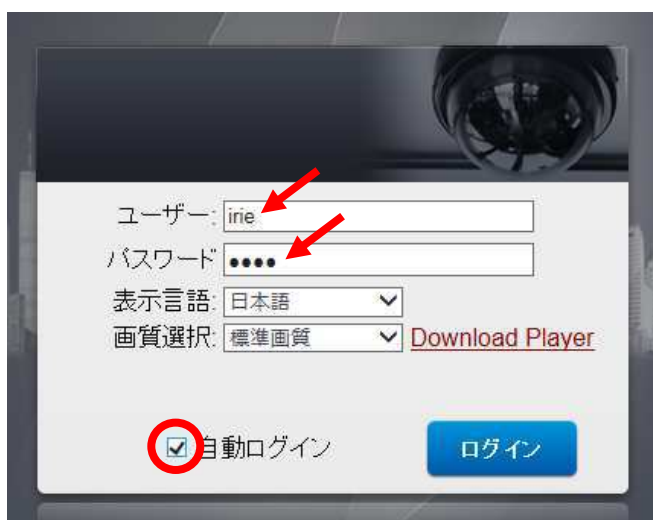 ユーザー: irie
パスワード ●●●●
表示言語: 日本語
画質選択: 標準画質 Download Player
自動ログイン ログイン